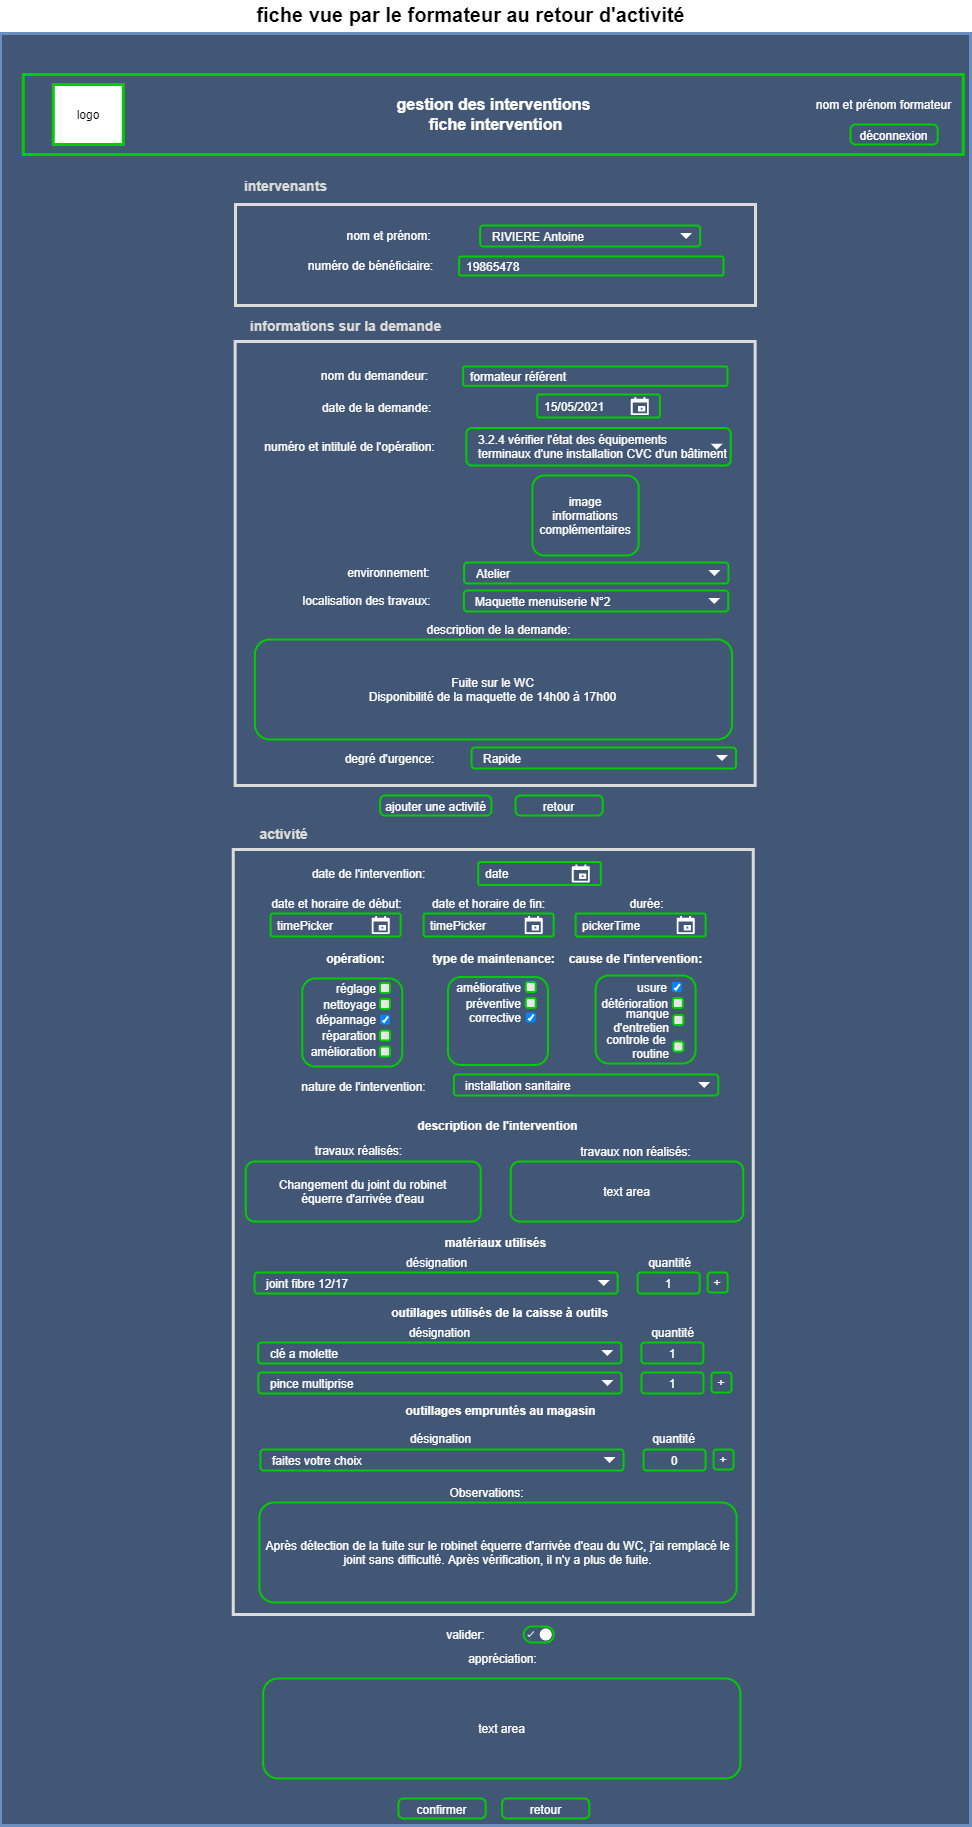 fiche vue par le formateur au retour d'activité
logo
gestion des interventions
fiche intervention
nom et prénom formateur
déconnexion
intervenants
nom et prénom:
RIVIERE Antoine
numéro de bénéficiaire:
19865478
informations sur la demande
nom du demandeur:
formateur référent
date de la demande:
15/05/2021
numéro et intitulé de l'opération:
3.2.4 vérifier l'état des équipements
terminaux d'une installation CVC d'un bâtiment
image
informations
complémentaires
environnement:
Atelier
localisation des travaux:
Maquette menuiserie N°2
description de la demande:
Fuite sur le WC
Disponibilité de la maquette de 14h00 à 17h00
degré d'urgence:
Rapide
ajouter une activité
retour
activité
date de l'intervention:
date
date et horaire de début:
date et horaire de fin:
durée:
timePicker
timePicker
pickerTime
opération:
type de maintenance:
cause de l'intervention:
réglage
nettoyage
dépannage
réparation
amélioration
améliorative
préventive
corrective
usure
détérioration
manque
d'entretien
controle de
routine
nature de l'intervention:
installation sanitaire
description de l'intervention
travaux réalisés:
travaux non réalisés:
Changement du joint du robinet
équerre d'arrivée d'eau
text area
matériaux utilisés
désignation
quantité
joint fibre 12/17
1
+
outillages utilisés de la caisse à outils
désignation
quantité
clé a molette
1
pince multiprise
1
+
outillages empruntés au magasin
désignation
quantité
faites votre choix
0
+
Observations:
Après détection de la fuite sur le robinet équerre d'arrivée d'eau du WC, j'ai remplacé le
joint sans difficulté. Après vérification, il n'y a plus de fuite.
valider:
appréciation:
text area
confirmer
retour